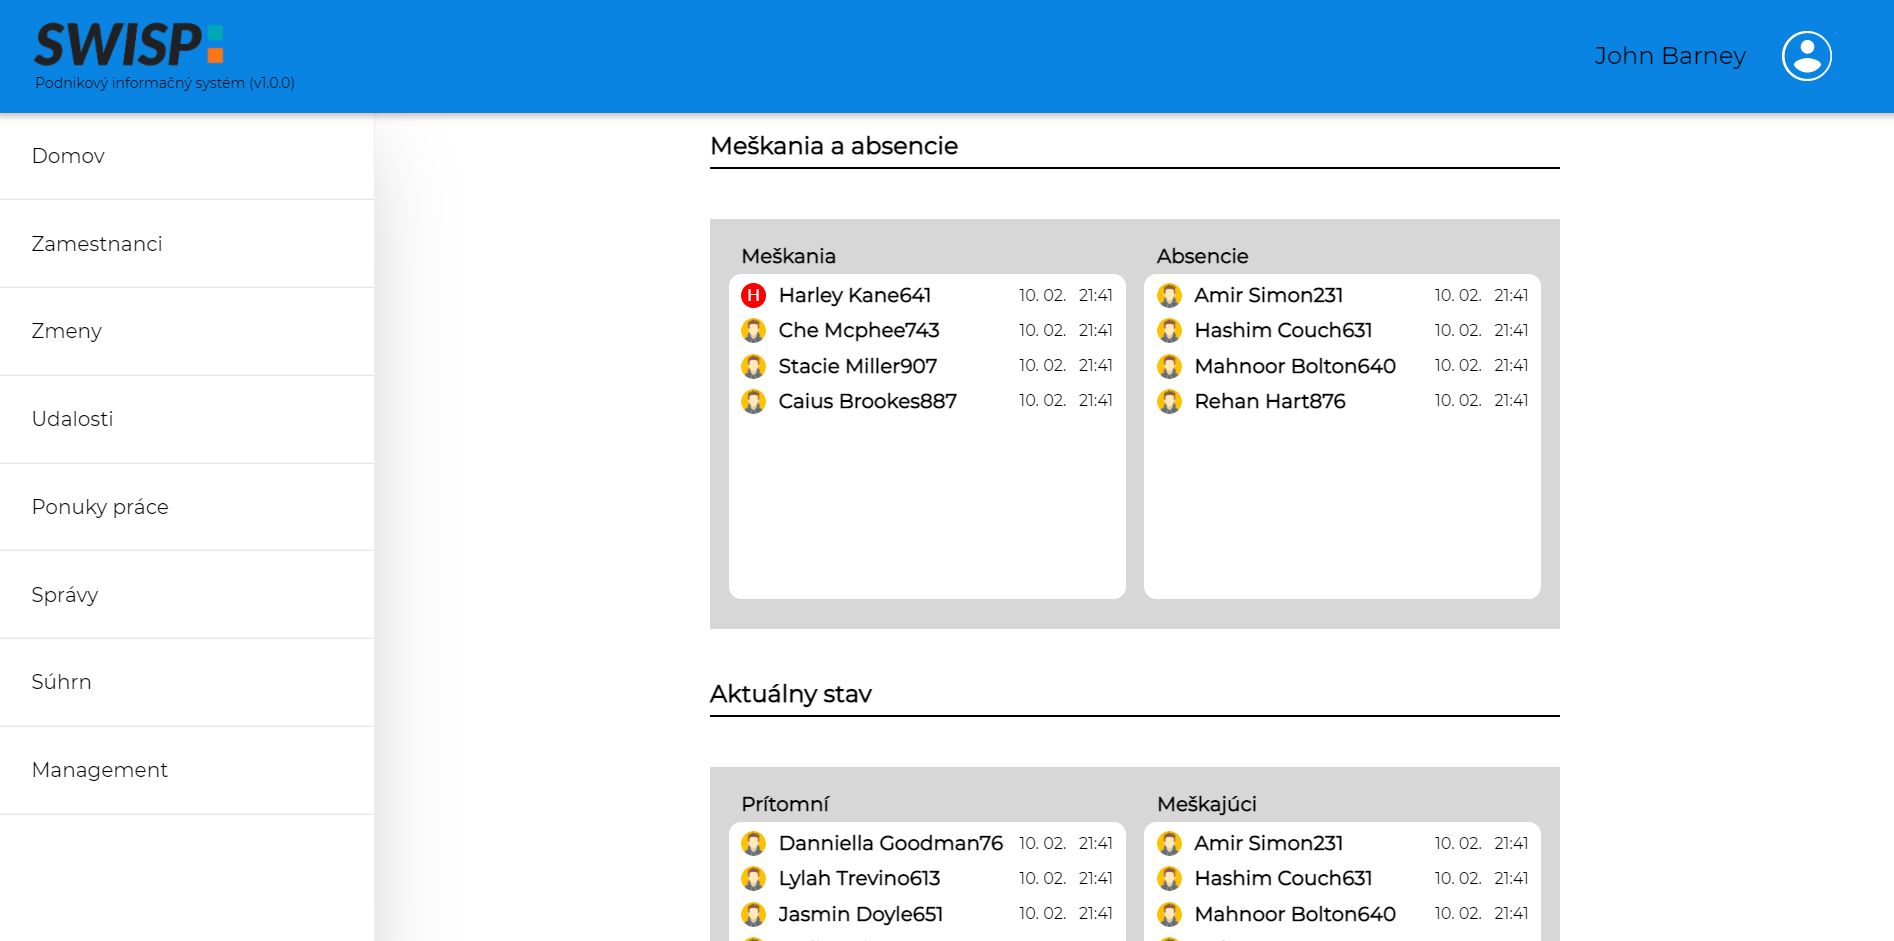 SWISP
Podnikový informačný systém (v1.0.0)
John Barney
Domov
Zamestnanci
Zmeny
Udalosti
Ponuky práce
Správy
Súhrn
Management
Meškania a absencie
Meškania
H Harley Kane641 10. 02. 21:41
Che Mcphee743 10. 02. 21:41
Stacie Miller907 10. 02. 21:41
Caius Brookes887 10. 02. 21:41
Absencie
Amir Simon231 10. 02. 21:41
Hashim Couch631 10. 02. 21:41
Mahnoor Bolton640 10. 02. 21:41
Rehan Hart876 10. 02. 21:41
Aktuálny stav
Prítomní
Danniella Goodman76 10. 02. 21:41
Lylah Trevino613 10. 02. 21:41
Jasmin Doyle651 10. 02. 21:41
Meškajúci
Amir Simon231 10. 02. 21:41
Hashim Couch631 10. 02. 21:41
Mahnoor Bolton640 10. 02. 21:41